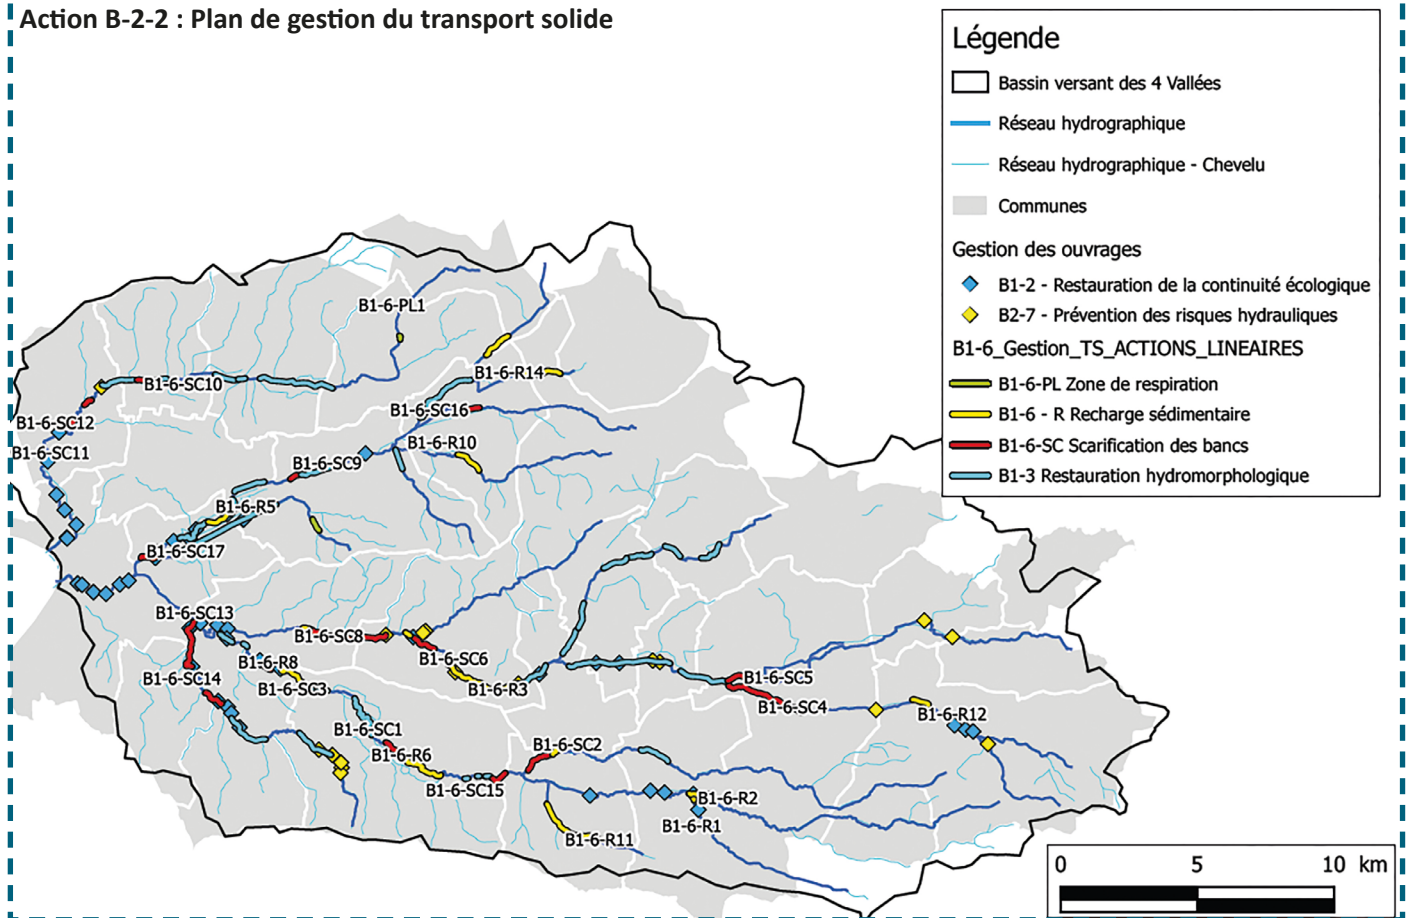 Action B-2-2 : Plan de gestion du transport solide
Légende
Bassin versant des 4 Vallées
Réseau hydrographique
Réseau hydrographique - Chevelu
Communes
Gestion des ouvrages
B1-2 - Restauration de la continuité écologique
B2-7 - Prévention des risques hydrauliques
B1-6_Gestion_TS_ACTIONS_LINEAIRES
B1-6-PL Zone de respiration
B1-6 - R Recharge sédimentaire
B1-6-SC Scarification des bancs
B1-3 Restauration hydromorphologique
B1-6-PL1
B1-6-R14
B1-6-SC10
B1-6-SC16
B1-6-SC12
B1-6-R10
B1-6-SC11
B1-6-SC9
B1-6-R5
B1-6-SC17
B1-6-SC13
B1-6-SC8
B1-6-SC6
B1-6-R8
B1-6-SC14
B1-6-SC3
B1-6-R3
B1-6-SC5
B1-6-SC4
B1-6-R12
B1-6-SC1
B1-6-SC2
B1-6-R6
B1-6-SC15
B1-6-R2
B1-6-R1
B1-6-R11
0 5 10 km